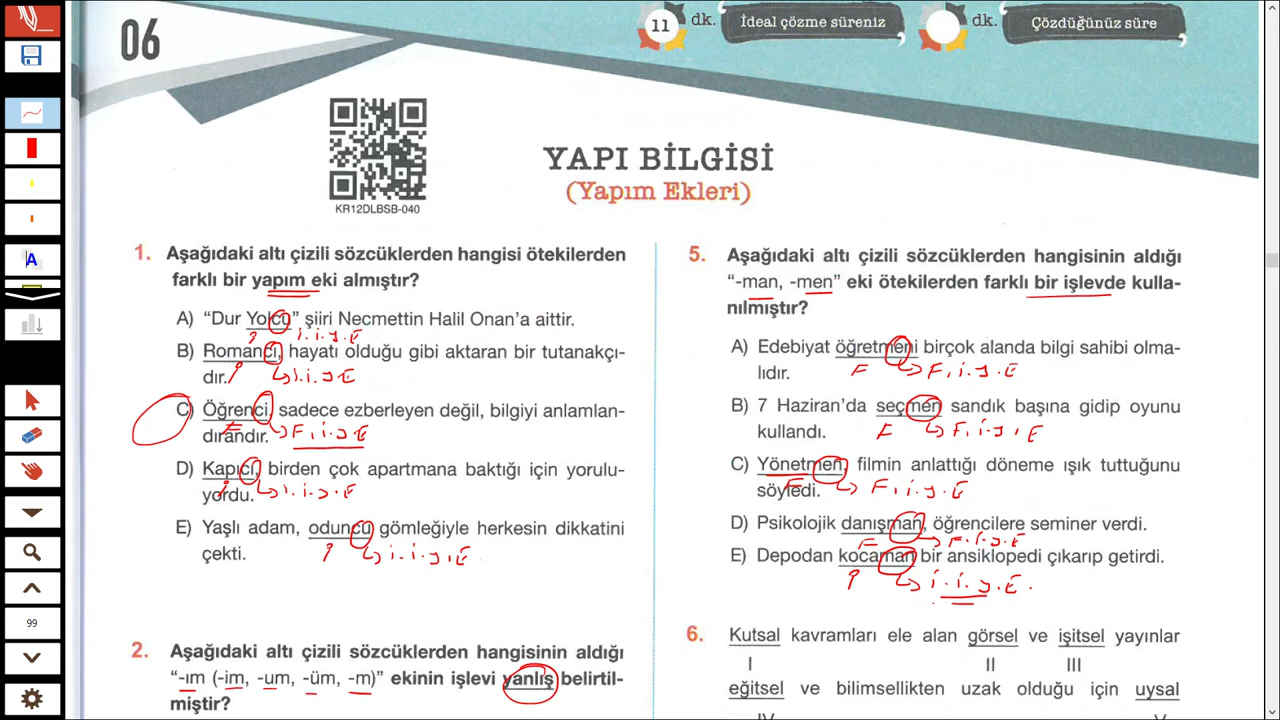 06
11 dk. İdeal çözme süreniz
dk. Çözdüğünüz süre
KR12DLBSB-040
YAPI BİLGİSİ
(Yapım Ekleri)
1. Aşağıdaki altı çizili sözcüklerden hangisi ötekilerden
farklı bir yapım eki almıştır?
A) “Dur Yolcu” şiiri Necmettin Halil Onan’a aittir.
İ İ.İ.Y.E
B) Romancı, hayatı olduğu gibi aktaran bir tutanakçı-
dır.
İ İ.İ.Y.E
C) Öğrenci, sadece ezberleyen değil, bilgiyi anlamlan-
dırandır.
F F.İ.Y.E
D) Kapıcı, birden çok apartmana baktığı için yorulu-
yordu.
İ İ.İ.Y.E
E) Yaşlı adam, oduncu gömleğiyle herkesin dikkatini
çekti.
İ İ.İ.Y.E
2. Aşağıdaki altı çizili sözcüklerden hangisinin aldığı
“-ım (-im, -um, -üm, -m)” ekinin işlevi yanlış belirtil-
miştir?
5. Aşağıdaki altı çizili sözcüklerden hangisinin aldığı
“-man, -men” eki ötekilerden farklı bir işlevde kulla-
nılmıştır?
A) Edebiyat öğretmeni birçok alanda bilgi sahibi olma-
lıdır.
F F.İ.Y.E
B) 7 Haziran’da seçmen sandık başına gidip oyunu
kullandı.
F F.İ.Y.E
C) Yönetmen, filmin anlattığı döneme ışık tuttuğunu
söyledi.
F F.İ.Y.E
D) Psikolojik danışman, öğrencilere seminer verdi.
F F.İ.Y.E
E) Depodan kocaman bir ansiklopedi çıkarıp getirdi.
İ İ.İ.Y.E.
6. Kutsal kavramları ele alan görsel ve işitsel yayınlar
I II III
eğitsel ve bilimsellikten uzak olduğu için uysal
IV V
A
99